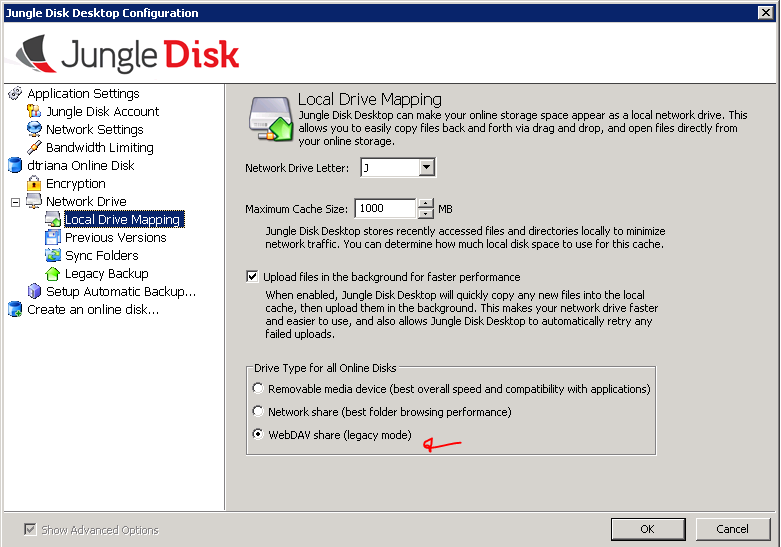 Jungle Disk Desktop Configuration
Jungle Disk
Application Settings
Jungle Disk Account
Network Settings
Bandwidth Limiting
dtriana Online Disk
Encryption
Network Drive
Local Drive Mapping
Previous Versions
Sync Folders
Legacy Backup
Setup Automatic Backup...
Create an online disk...
Local Drive Mapping
Jungle Disk Desktop can make your online storage space appear as a local network drive. This
allows you to easily copy files back and forth via drag and drop, and open files directly from
your online storage.
Network Drive Letter: J
Maximum Cache Size: 1000 MB
Jungle Disk Desktop stores recently accessed files and directories locally to minimize
network traffic. You can determine how much local disk space to use for this cache.
Upload files in the background for faster performance
When enabled, Jungle Disk Desktop will quickly copy any new files into the local
cache, then upload them in the background. This makes your network drive faster
and easier to use, and also allows Jungle Disk Desktop to automatically retry any
failed uploads.
Drive Type for all Online Disks
Removable media device (best overall speed and compatibility with applications)
Network share (best folder browsing performance)
WebDAV share (legacy mode)
Show Advanced Options
OK
Cancel